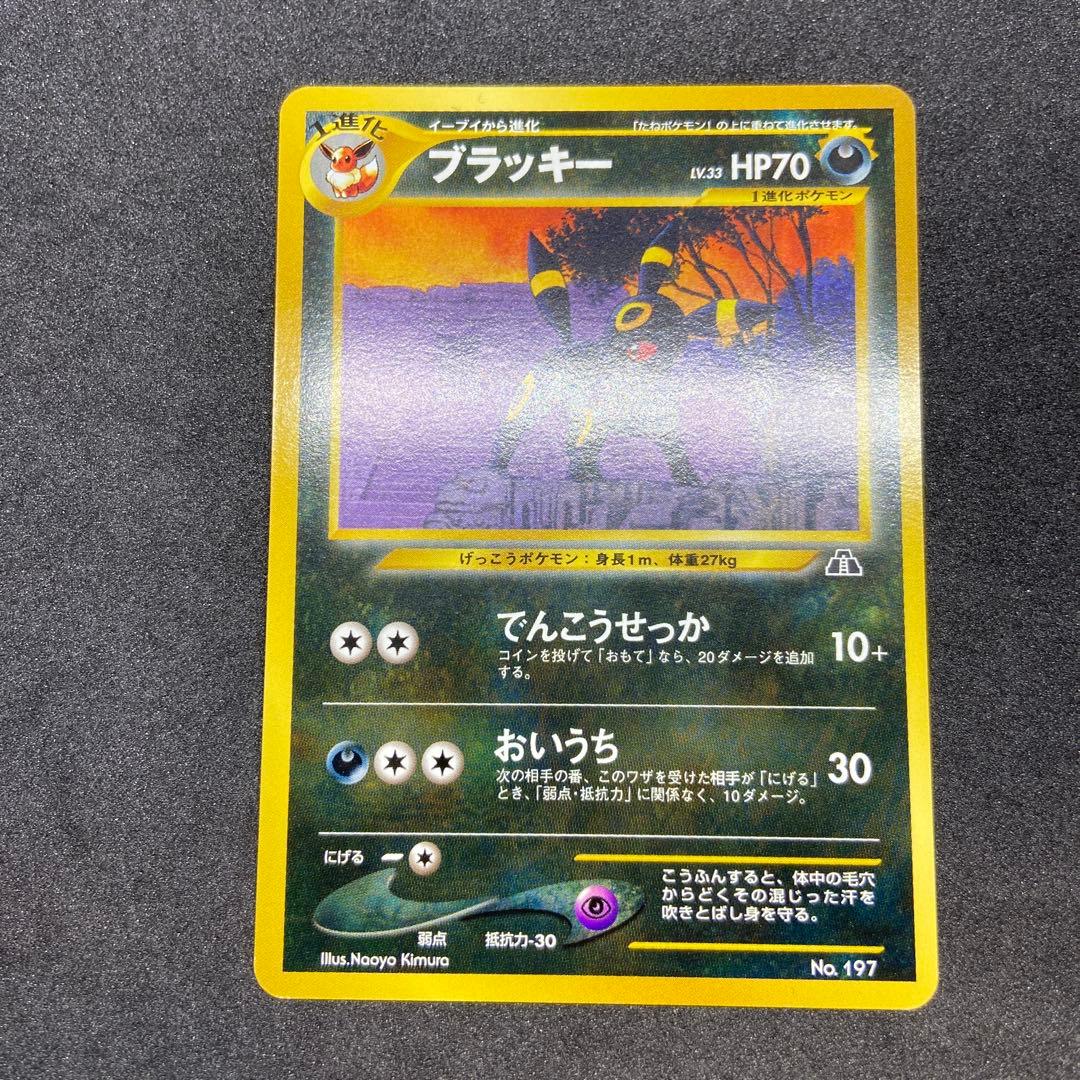 1進化
イーブイから進化
「たねポケモン」の上に重ねて進化させます。
ブラッキー
LV.33 HP70
1進化ポケモン
げっこうポケモン：身長1m、体重27kg
でんこうせっか
10+
コインを投げて「おもて」なら、20ダメージを追加
する。
おいうち
30
次の相手の番、このワザを受けた相手が「にげる」
とき、「弱点・抵抗力」に関係なく、10ダメージ。
にげる
弱点
抵抗力-30
こうふんすると、体中の毛穴
からどくその混じった汗を
吹きとばし身を守る。
Illus.Naoyo Kimura
No. 197